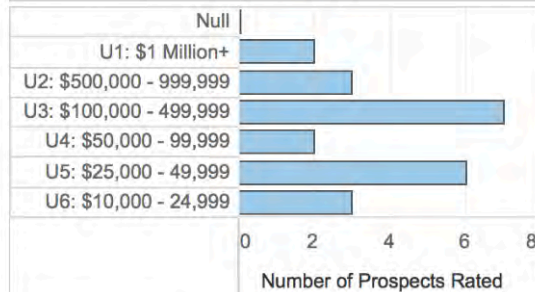 Null
U1: $1 Million+
U2: $500,000 - 999,999
U3: $100,000 - 499,999
U4: $50,000 - 99,999
U5: $25,000 - 49,999
U6: $10,000 - 24,999
0 2 4 6 8
Number of Prospects Rated